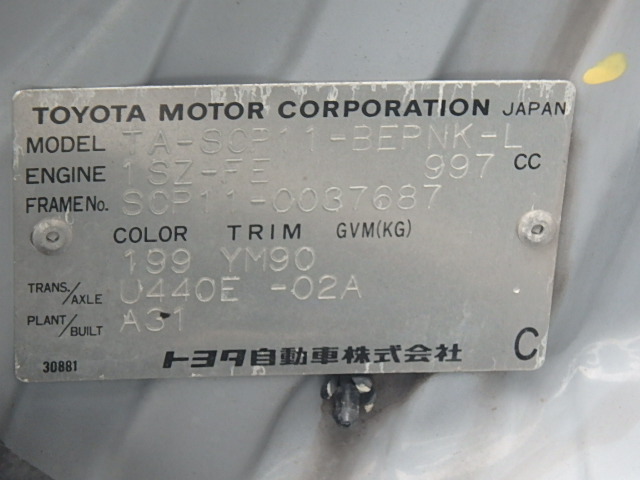 TOYOTA MOTOR CORPORATION JAPAN
MODEL TA-SCP11-BEPNK-L
ENGINE 1SZ-FE 997 CC
FRAME No. SCP11-0037687
COLOR TRIM GVM(KG)
199 YM90
TRANS./AXLE U440E -02A
PLANT/BUILT A31
トヨタ自動車株式会社 C
30881